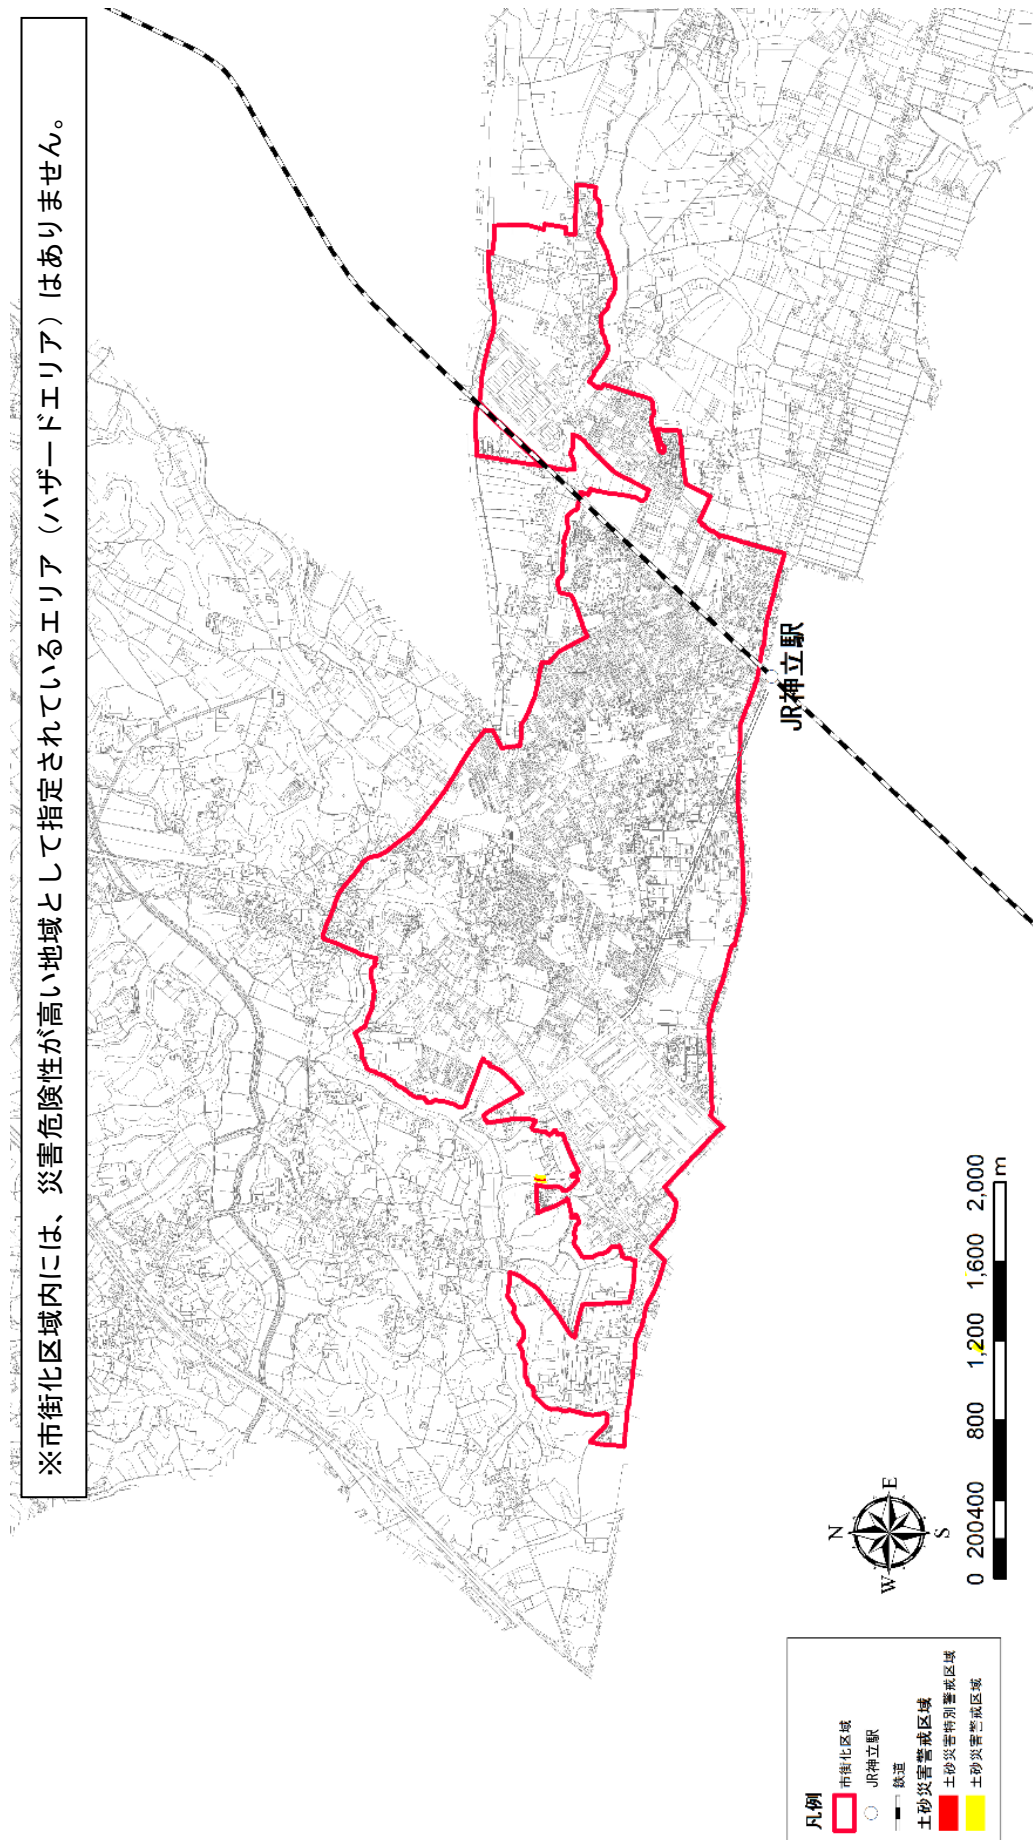 ※市街化区域内には、災害危険性が高い地域として指定されているエリア（ハザードエリア）はありません。
JR神立駅
N
W
E
S
0 200400 800 1,200 1,600 2,000
m
凡例
市街化区域
JR神立駅
鉄道
土砂災害警戒区域
土砂災害特別警戒区域
土砂災害警戒区域